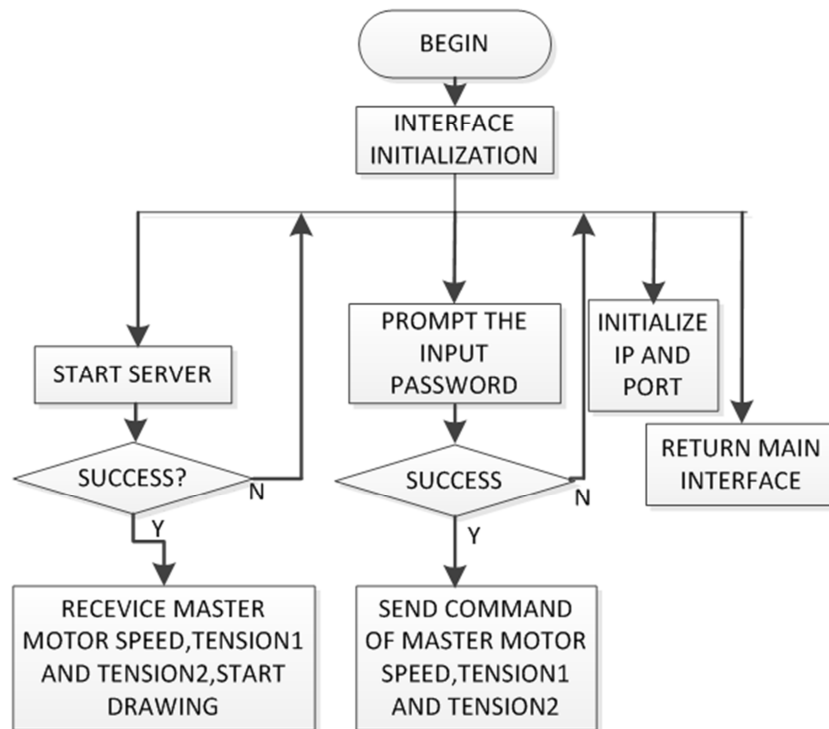 BEGIN
INTERFACE
INITIALIZATION
START SERVER
PROMPT THE
INPUT
PASSWORD
INITIALIZE
IP AND
PORT
RETURN MAIN
INTERFACE
SUCCESS?
N
Y
SUCCESS
N
Y
RECEVICE MASTER
MOTOR SPEED,TENSION1
AND TENSION2,START
DRAWING
SEND COMMAND
OF MASTER MOTOR
SPEED,TENSION1
AND TENSION2